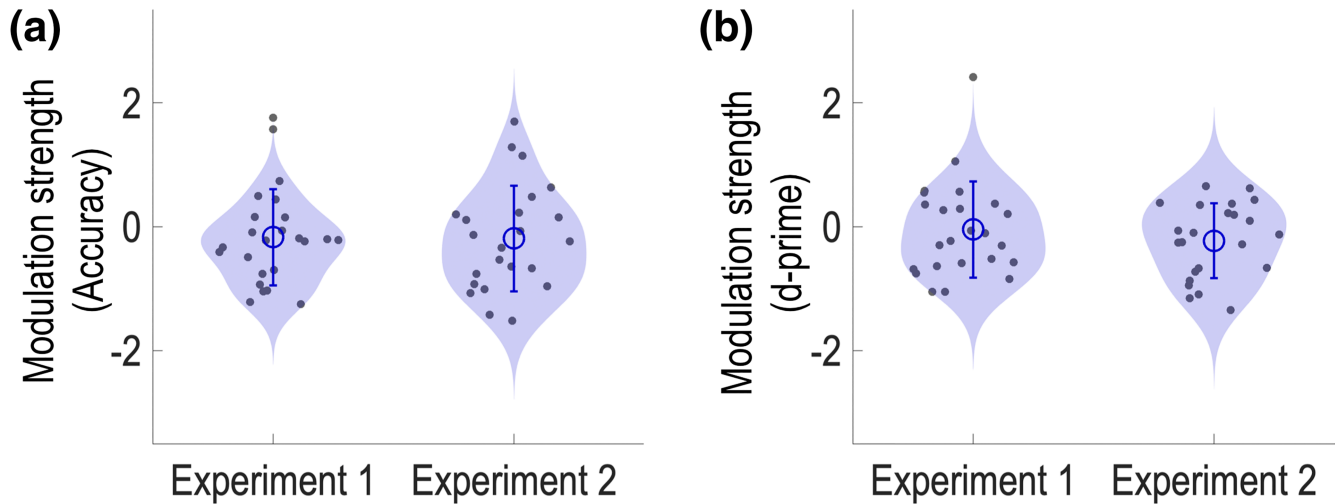 (a)
Modulation strength
(Accuracy)
2
0
-2
Experiment 1
Experiment 2
(b)
Modulation strength
(d-prime)
2
0
-2
Experiment 1
Experiment 2